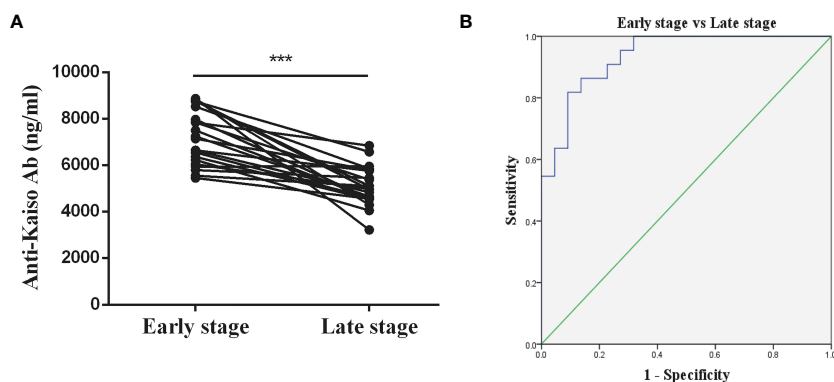 A
***
Anti-Kaiso Ab (ng/ml)
10000
8000
6000
4000
2000
0
Early stage
Late stage
B
Early stage vs Late stage
Sensitivity
1.0
0.8
0.6
0.4
0.2
0.0
0.0
0.2
0.4
0.6
0.8
1.0
1 - Specificity